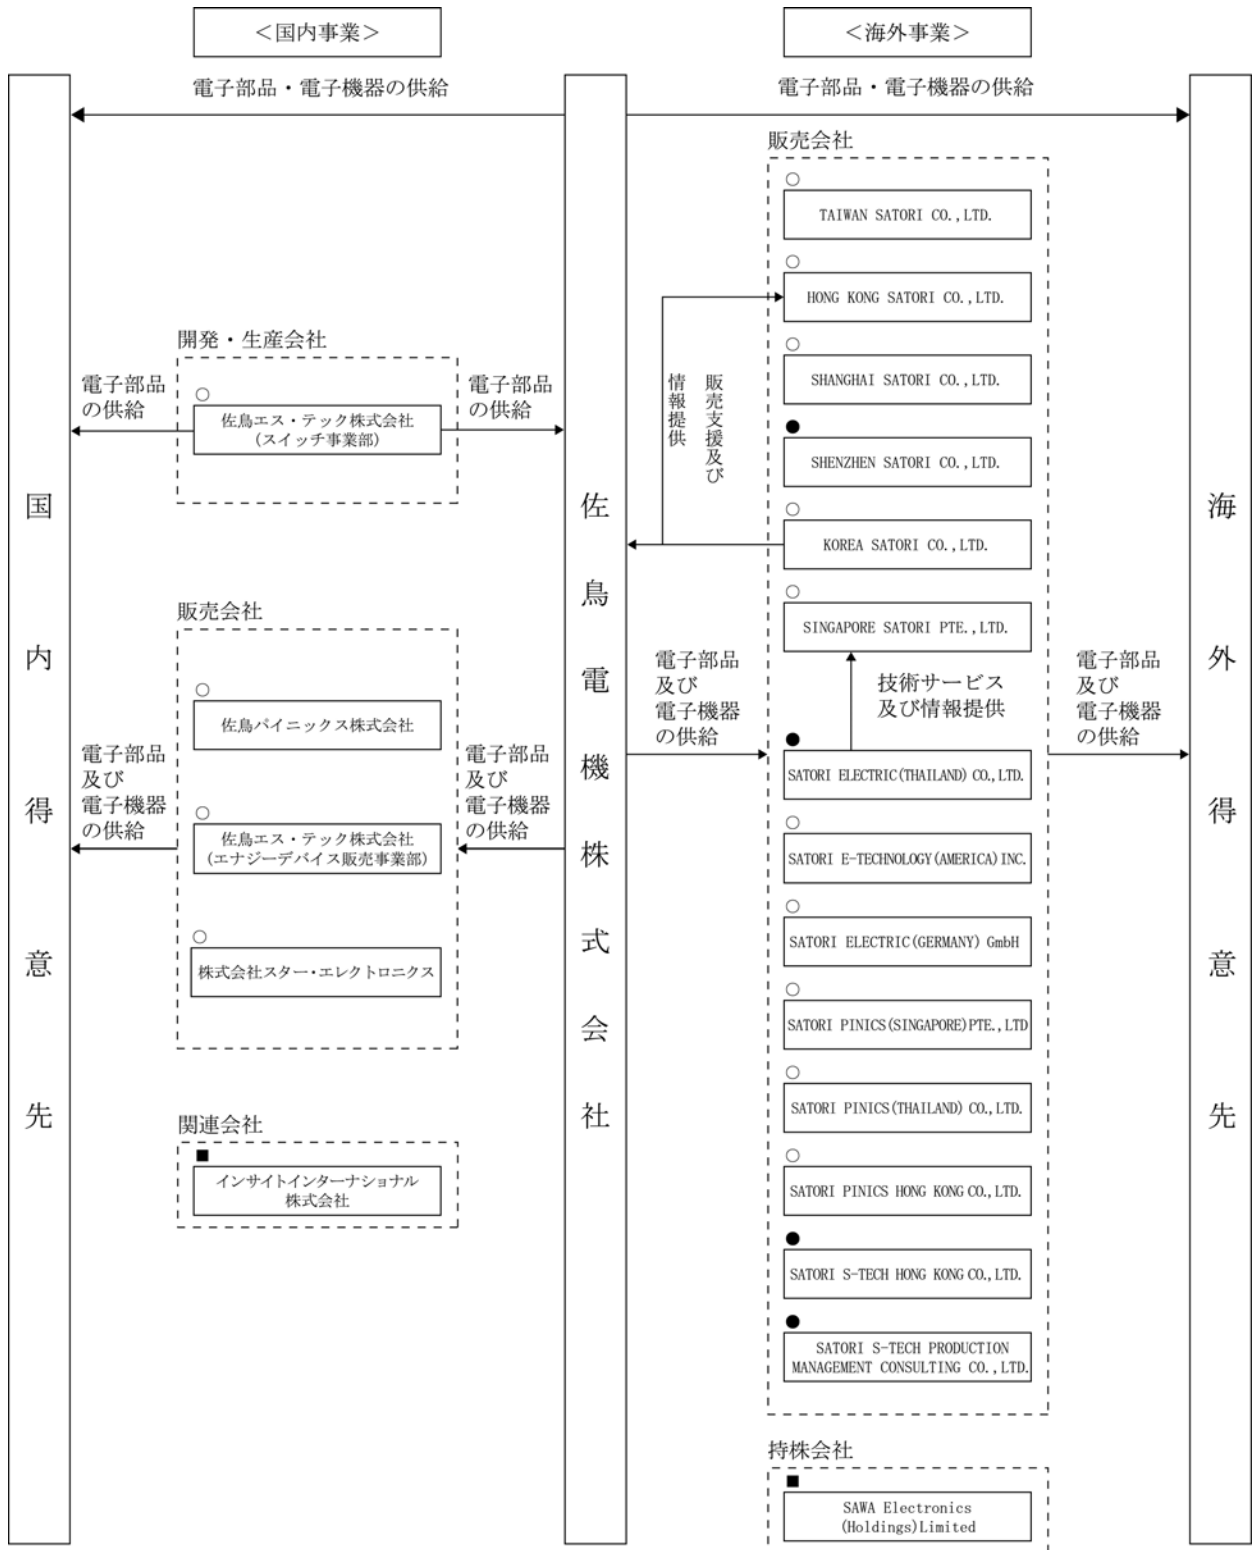 ＜国内事業＞
＜海外事業＞
電子部品・電子機器の供給
電子部品・電子機器の供給
国内得意先
開発・生産会社
電子部品
の供給
○
佐鳥エス・テック株式会社
(スイッチ事業部)
電子部品
の供給
販売会社
○
佐鳥パイニックス株式会社
電子部品
及び
電子機器
の供給
○
佐鳥エス・テック株式会社
(エナジーデバイス販売事業部)
電子部品
及び
電子機器
の供給
○
株式会社スター・エレクトロニクス
関連会社
■
インサイトインターナショナル
株式会社
佐鳥電機株式会社
販売会社
○
TAIWAN SATORI CO.,LTD.
○
HONG KONG SATORI CO.,LTD.
販売支援及び
情報提供
○
SHANGHAI SATORI CO.,LTD.
●
SHENZHEN SATORI CO.,LTD.
○
KOREA SATORI CO.,LTD.
○
SINGAPORE SATORI PTE.,LTD.
電子部品
及び
電子機器
の供給
技術サービス
及び情報提供
電子部品
及び
電子機器
の供給
●
SATORI ELECTRIC(THAILAND) CO.,LTD.
○
SATORI E-TECHNOLOGY(AMERICA)INC.
○
SATORI ELECTRIC(GERMANY) GmbH
○
SATORI PINICS(SINGAPORE)PTE.,LTD
○
SATORI PINICS(THAILAND) CO.,LTD.
○
SATORI PINICS HONG KONG CO.,LTD.
●
SATORI S-TECH HONG KONG CO.,LTD.
●
SATORI S-TECH PRODUCTION
MANAGEMENT CONSULTING CO.,LTD.
持株会社
■
SAWA Electronics
(Holdings)Limited
海外得意先